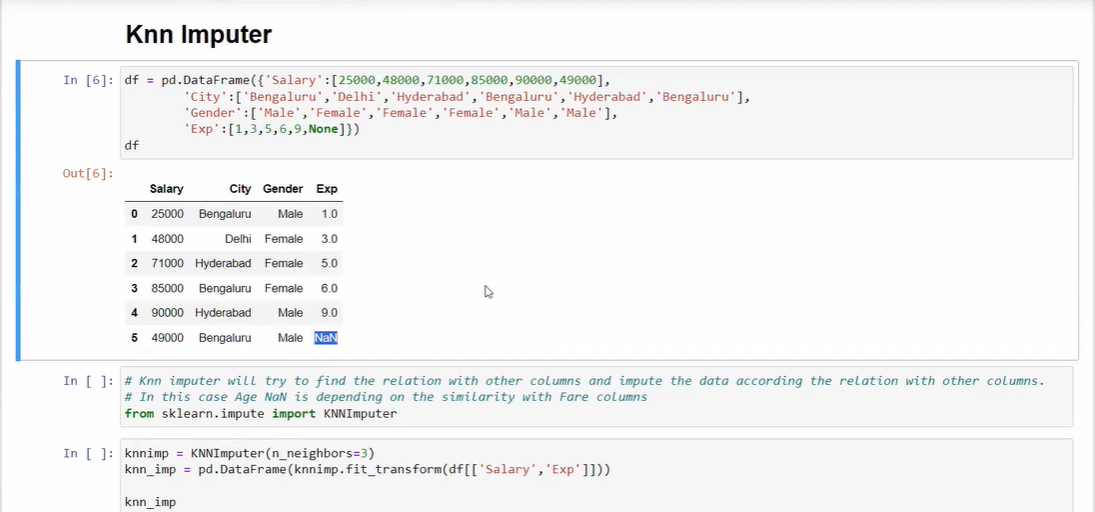 Knn Imputer
In [6]: df = pd.DataFrame({'Salary':[25000,48000,71000,85000,90000,49000],
'City':['Bengaluru','Delhi','Hyderabad','Bengaluru','Hyderabad','Bengaluru'],
'Gender':['Male','Female','Female','Female','Male','Male'],
'Exp':[1,3,5,6,9,None]})
df
Out[6]:
Salary City Gender Exp
0 25000 Bengaluru Male 1.0
1 48000 Delhi Female 3.0
2 71000 Hyderabad Female 5.0
3 85000 Bengaluru Female 6.0
4 90000 Hyderabad Male 9.0
5 49000 Bengaluru Male NaN
In [ ]: # Knn imputer will try to find the relation with other columns and impute the data according the relation with other columns.
# In this case Age NaN is depending on the similarity with Fare columns
from sklearn.impute import KNNImputer
In [ ]: knnimp = KNNImputer(n_neighbors=3)
knn_imp = pd.DataFrame(knnimp.fit_transform(df[['Salary','Exp']]))
knn_imp